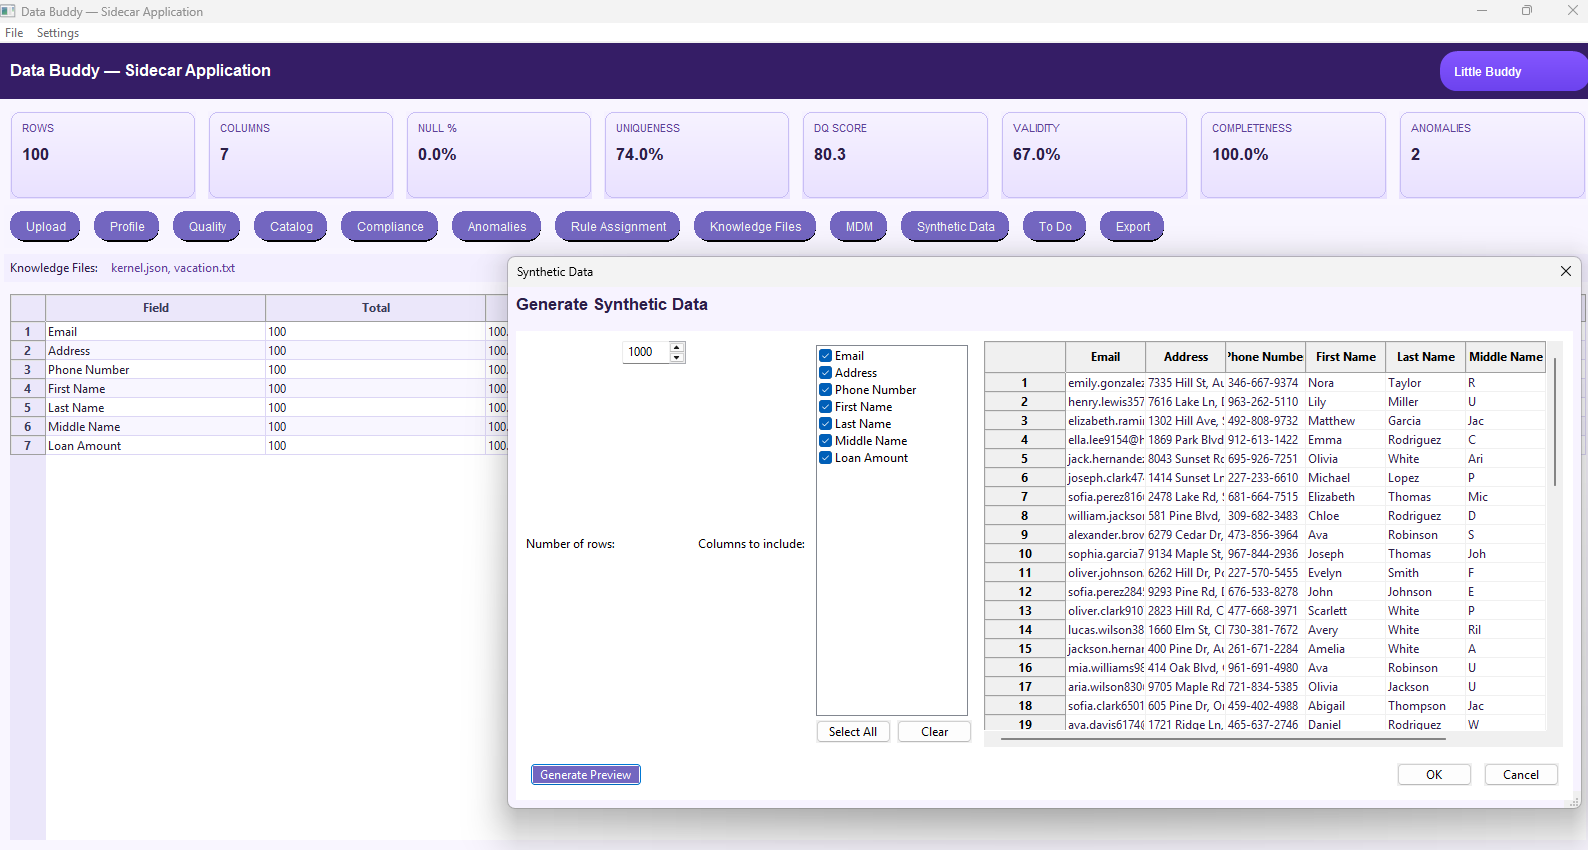 Data Buddy — Sidecar Application
File Settings
Data Buddy — Sidecar Application
Little Buddy
ROWS COLUMNS NULL % UNIQUENESS DQ SCORE VALIDITY COMPLETENESS ANOMALIES
100 7 0.0% 74.0% 80.3 67.0% 100.0% 2
Upload Profile Quality Catalog Compliance Anomalies Rule Assignment Knowledge Files MDM Synthetic Data To Do Export
Knowledge Files: kernel.json, vacation.txt
Field Total
1 Email 100 100.
2 Address 100 100.
3 Phone Number 100 100.
4 First Name 100 100.
5 Last Name 100 100.
6 Middle Name 100 100.
7 Loan Amount 100 100.
Synthetic Data
Generate Synthetic Data
Number of rows:
1000
Columns to include:
Email
Address
Phone Number
First Name
Last Name
Middle Name
Loan Amount
Select All Clear
Email Address hone Numbe First Name Last Name Middle Name
1 emily.gonzalez 7335 Hill St, Au 346-667-9374 Nora Taylor R
2 henry.lewis357 7616 Lake Ln, 963-262-5110 Lily Miller U
3 elizabeth.rami 1302 Hill Ave, 492-808-9732 Matthew Garcia Jac
4 ella.lee9154@h 1869 Park Blvd 912-613-1422 Emma Rodriguez C
5 jack.hernandez 8043 Sunset Rd 695-926-7251 Olivia White Ari
6 joseph.clark47 1414 Sunset Ln 227-233-6610 Michael Lopez P
7 sofia.perez816 2478 Lake Rd, 681-664-7515 Elizabeth Thomas Mic
8 william.jackson 581 Pine Blvd, 309-682-3483 Chloe Rodriguez D
9 alexander.brow 6279 Cedar Dr, 473-856-3964 Ava Robinson S
10 sophia.garcia7 9134 Maple St, 967-844-2936 Joseph Thomas Joh
11 oliver.johnson. 6262 Hill Dr, Po 227-570-5455 Evelyn Smith F
12 sofia.perez284 9293 Pine Rd, 676-533-8278 John Johnson E
13 oliver.clark910 2823 Hill Rd, C 477-668-3971 Scarlett White P
14 lucas.wilson38 1660 Elm St, Cl 730-381-7672 Avery White Ril
15 jackson.hernar 400 Pine Dr, Au 261-671-2284 Amelia White A
16 mia.williams98 414 Oak Blvd, 961-691-4980 Ava Robinson U
17 aria.wilson830 9705 Maple Rd 721-834-5385 Olivia Jackson U
18 sofia.clark6501 605 Pine Dr, 459-402-4988 Abigail Thompson Jac
19 ava.davis6174@ 1721 Ridge Ln, 465-637-2746 Daniel Rodriguez W
Generate Preview
OK Cancel